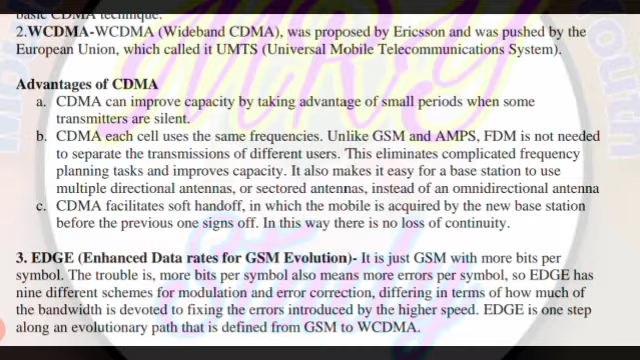 basic CDMA technique.
2.WCDMA-WCDMA (Wideband CDMA), was proposed by Ericsson and was pushed by the
European Union, which called it UMTS (Universal Mobile Telecommunications System).
Advantages of CDMA
a. CDMA can improve capacity by taking advantage of small periods when some
transmitters are silent.
b. CDMA each cell uses the same frequencies. Unlike GSM and AMPS, FDM is not needed
to separate the transmissions of different users. This eliminates complicated frequency
planning tasks and improves capacity. It also makes it easy for a base station to use
multiple directional antennas, or sectored antennas, instead of an omnidirectional antenna
c. CDMA facilitates soft handoff, in which the mobile is acquired by the new base station
before the previous one signs off. In this way there is no loss of continuity.
3. EDGE (Enhanced Data rates for GSM Evolution)- It is just GSM with more bits per
symbol. The trouble is, more bits per symbol also means more errors per symbol, so EDGE has
nine different schemes for modulation and error correction, differing in terms of how much of
the bandwidth is devoted to fixing the errors introduced by the higher speed. EDGE is one step
along an evolutionary path that is defined from GSM to WCDMA.